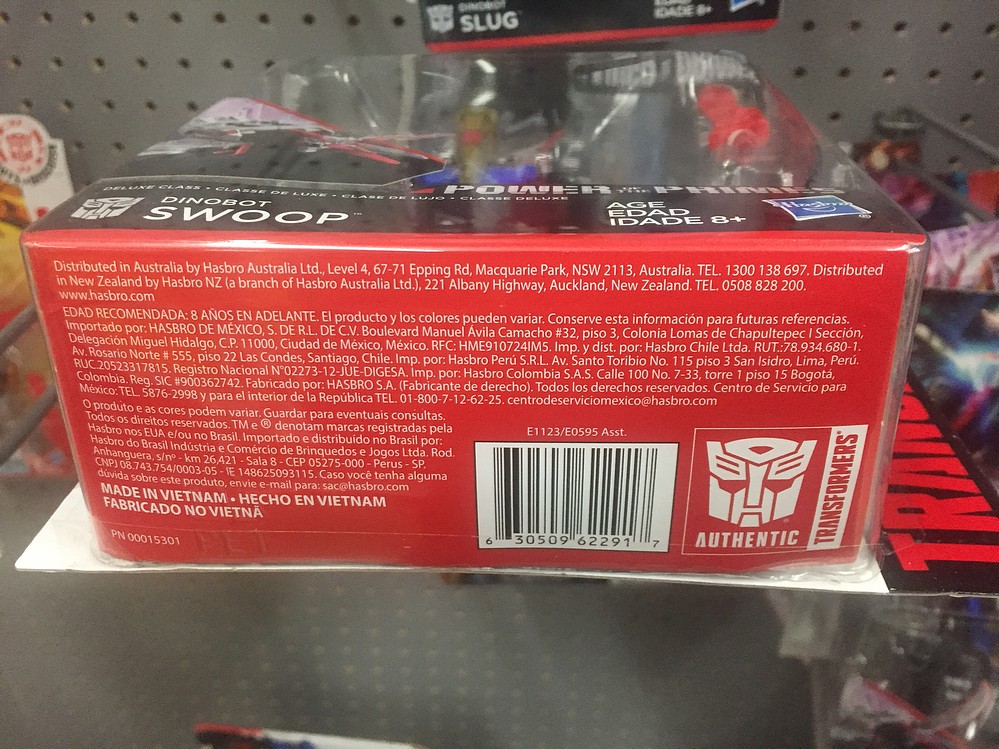 DINOBOT
SLUG
IDADE 8+
DELUXE CLASS • CLASSE DE LUXE • CLASE DE LUJO • CLASSE DELUXE
POWER OF THE PRIMES
DINOBOT
SWOOP™
AGE
EDAD
IDADE 8+
Hasbro®
Distributed in Australia by Hasbro Australia Ltd., Level 4, 67-71 Epping Rd, Macquarie Park, NSW 2113, Australia. TEL. 1300 138 697. Distributed
in New Zealand by Hasbro NZ (a branch of Hasbro Australia Ltd.), 221 Albany Highway, Auckland, New Zealand. TEL. 0508 828 200.
www.hasbro.com
EDAD RECOMENDADA: 8 AÑOS EN ADELANTE. El producto y los colores pueden variar. Conserve esta información para futuras referencias.
Importado por: HASBRO DE MÉXICO, S. DE R.L. DE C.V. Boulevard Manuel Ávila Camacho #32, piso 3, Colonia Lomas de Chapultepec I Sección,
Delegación Miguel Hidalgo, C.P. 11000, Ciudad de México, México. RFC: HME910724IM5. Imp. y dist. por: Hasbro Chile Ltda. RUT:78.934.680-1.
Av. Rosario Norte # 555, piso 22 Las Condes, Santiago, Chile. Imp. por: Hasbro Perú S.R.L. Av. Santo Toribio No. 115 piso 3 San Isidro, Lima, Perú.
RUC.20523317815. Registro Nacional N°02273-12-JUE-DIGESA. Imp. por: Hasbro Colombia S.A.S. Calle 100 No. 7-33, torre 1 piso 15 Bogotá,
Colombia. Reg. SIC #900362742. Fabricado por: HASBRO S.A. (Fabricante de derecho). Todos los derechos reservados. Centro de Servicio para
México: TEL. 5876-2998 y para el interior de la República TEL. 01-800-7-12-62-25. centrodeserviciomexico@hasbro.com
O produto e as cores podem variar. Guardar para eventuais consultas.
Todos os direitos reservados. TM e ® denotam marcas registradas pela
Hasbro nos EUA e/ou no Brasil. Importado e distribuído no Brasil por:
Hasbro do Brasil Indústria e Comércio de Brinquedos e Jogos Ltda. Rod.
Anhanguera, s/nº - km 26,421 - Sala 8 - CEP 05275-000 - Perus - SP.
CNPJ 08.743.754/0003-05 - IE 148625093115. Caso você tenha alguma
dúvida sobre este produto, envie e-mail para: sac@hasbro.com
MADE IN VIETNAM • HECHO EN VIETNAM
FABRICADO NO VIETNÃ
PN 00015301
E1123/E0595 Asst.
6 30509 62291 7
AUTHENTIC
TRANSFORMERS®